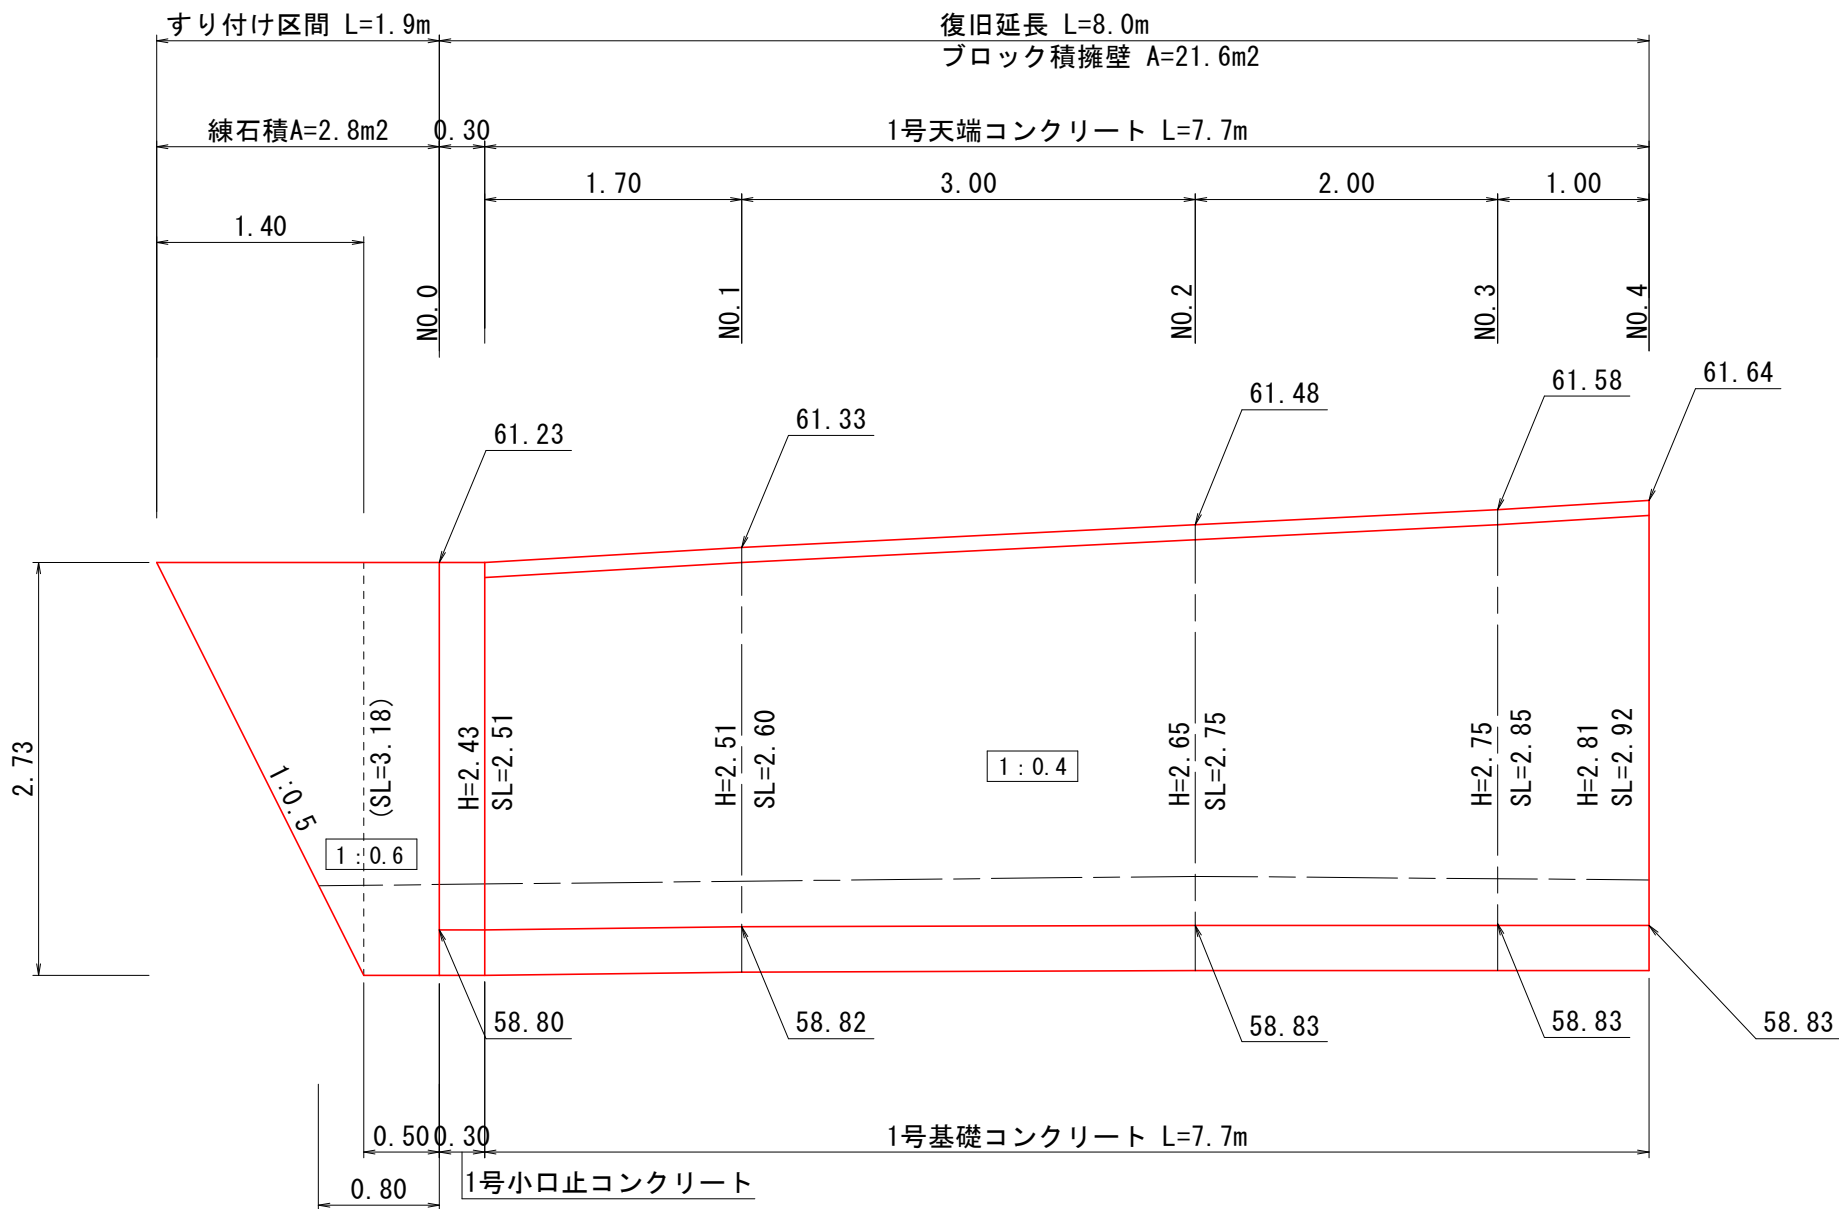 すり付け区間 L=1.9m
復旧延長 L=8.0m
ブロック積擁壁 A=21.6m2
練石積A=2.8m2
0.30
1号天端コンクリート L=7.7m
1.70
3.00
2.00
1.00
1.40
NO.0
NO.1
NO.2
NO.3
NO.4
61.23
61.33
61.48
61.58
61.64
2.73
1:0.5
1:0.6
(SL=3.18)
H=2.43
SL=2.51
H=2.51
SL=2.60
1:0.4
H=2.65
SL=2.75
H=2.75
SL=2.85
H=2.81
SL=2.92
58.80
58.82
58.83
58.83
58.83
0.50
0.30
1号基礎コンクリート L=7.7m
0.80
1号小口止コンクリート